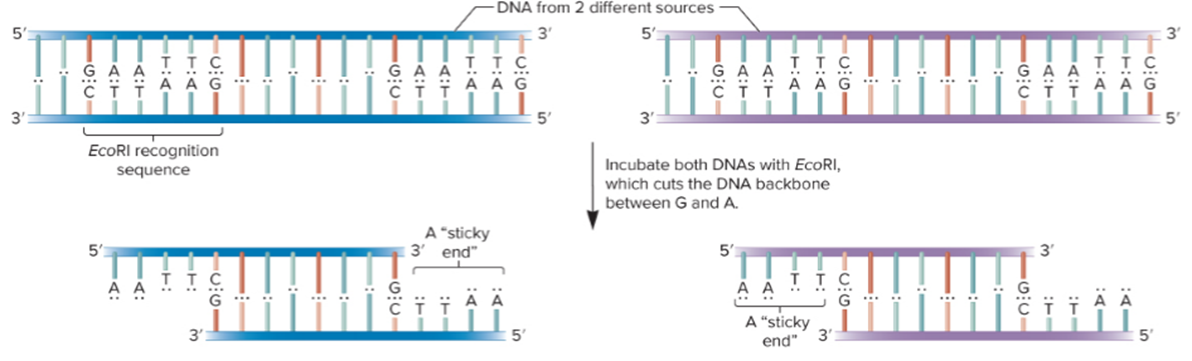 DNA from 2 different sources
5′ 3′ 5′ 3′
G A A T T C G A A T T C G A A T T C G A A T T C
C T T A A G C T T A A G C T T A A G C T T A A G
3′ 5′ 3′ 5′
EcoRI recognition
sequence
Incubate both DNAs with EcoRI,
which cuts the DNA backbone
between G and A.
A “sticky
end”
5′ 3′ 5′ 3′
A A T T C G A A T T C G
G C T T A A G C T T A A
A “sticky
end”
3′ 5′ 3′ 5′